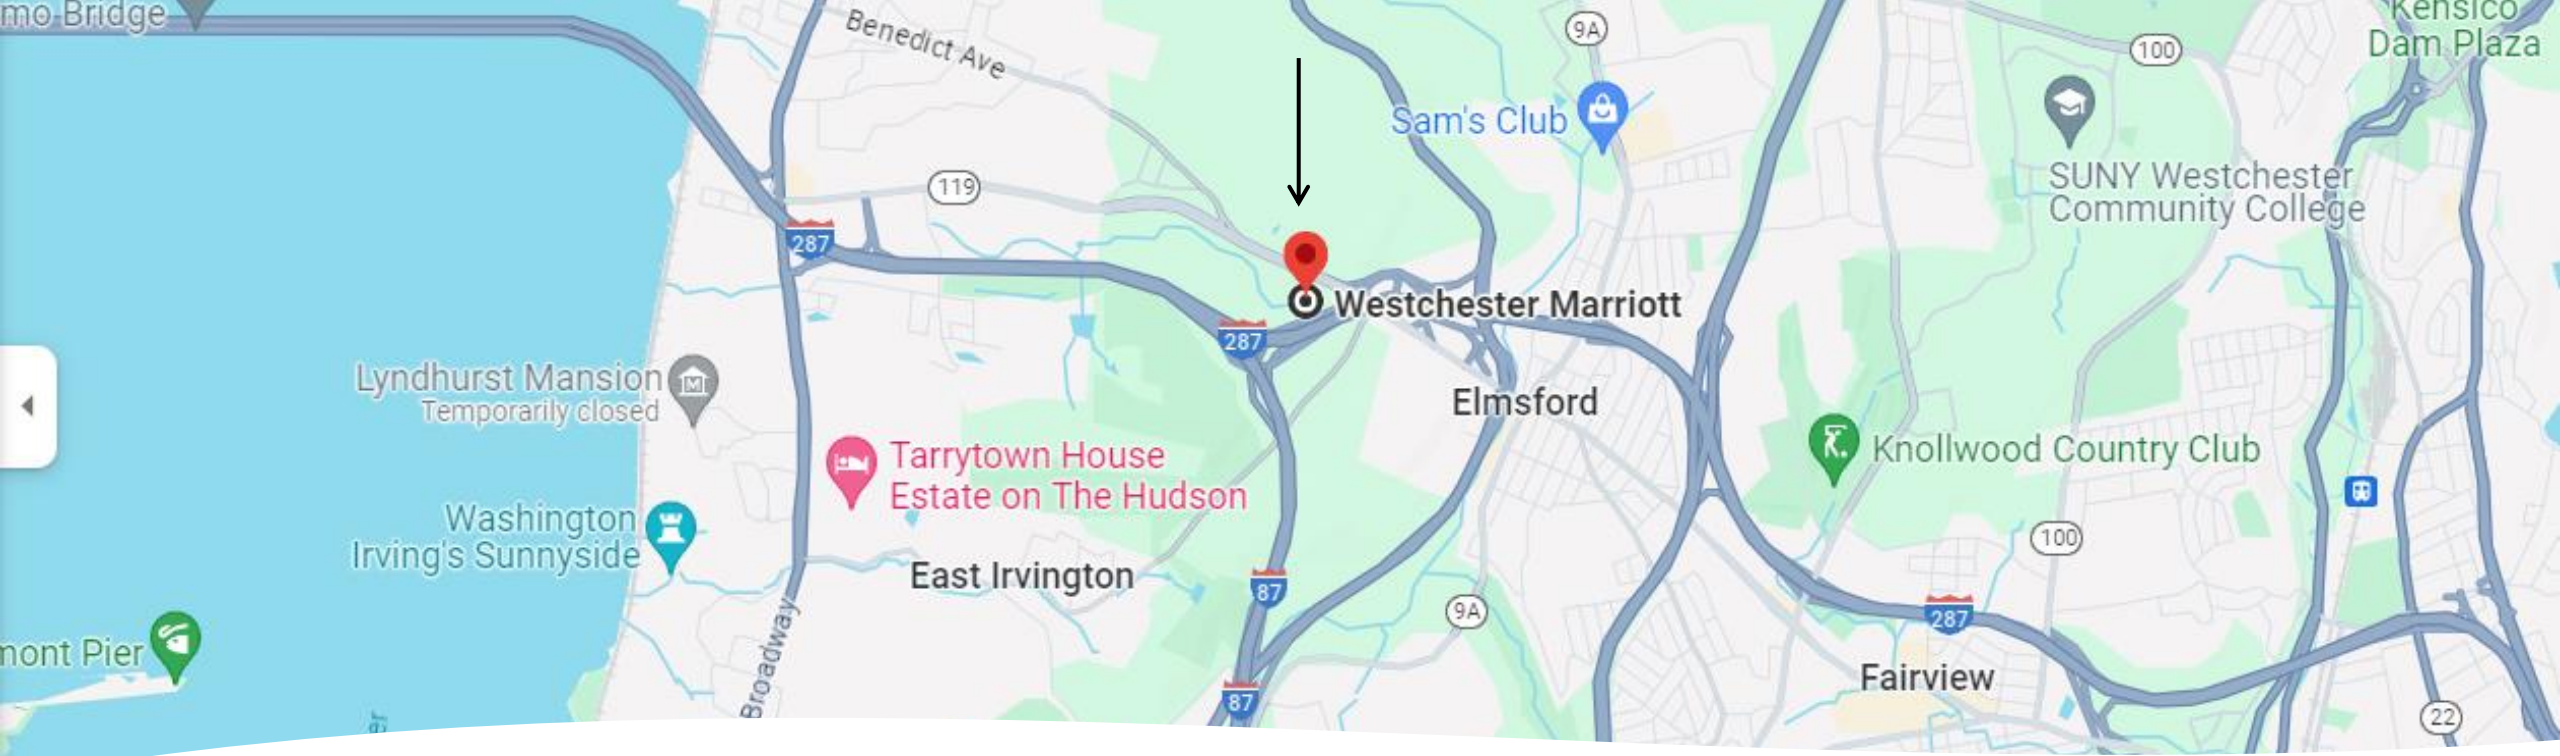 mo Bridge
Benedict Ave
9A
100
Kensico
Dam Plaza
Sam's Club
119
SUNY Westchester
Community College
287
Westchester Marriott
287
Lyndhurst Mansion
Temporarily closed
Elmsford
Tarrytown House
Estate on The Hudson
Knollwood Country Club
Washington
Irving's Sunnyside
100
East Irvington
87
9A
287
mont Pier
Broadway
Fairview
87
22
er